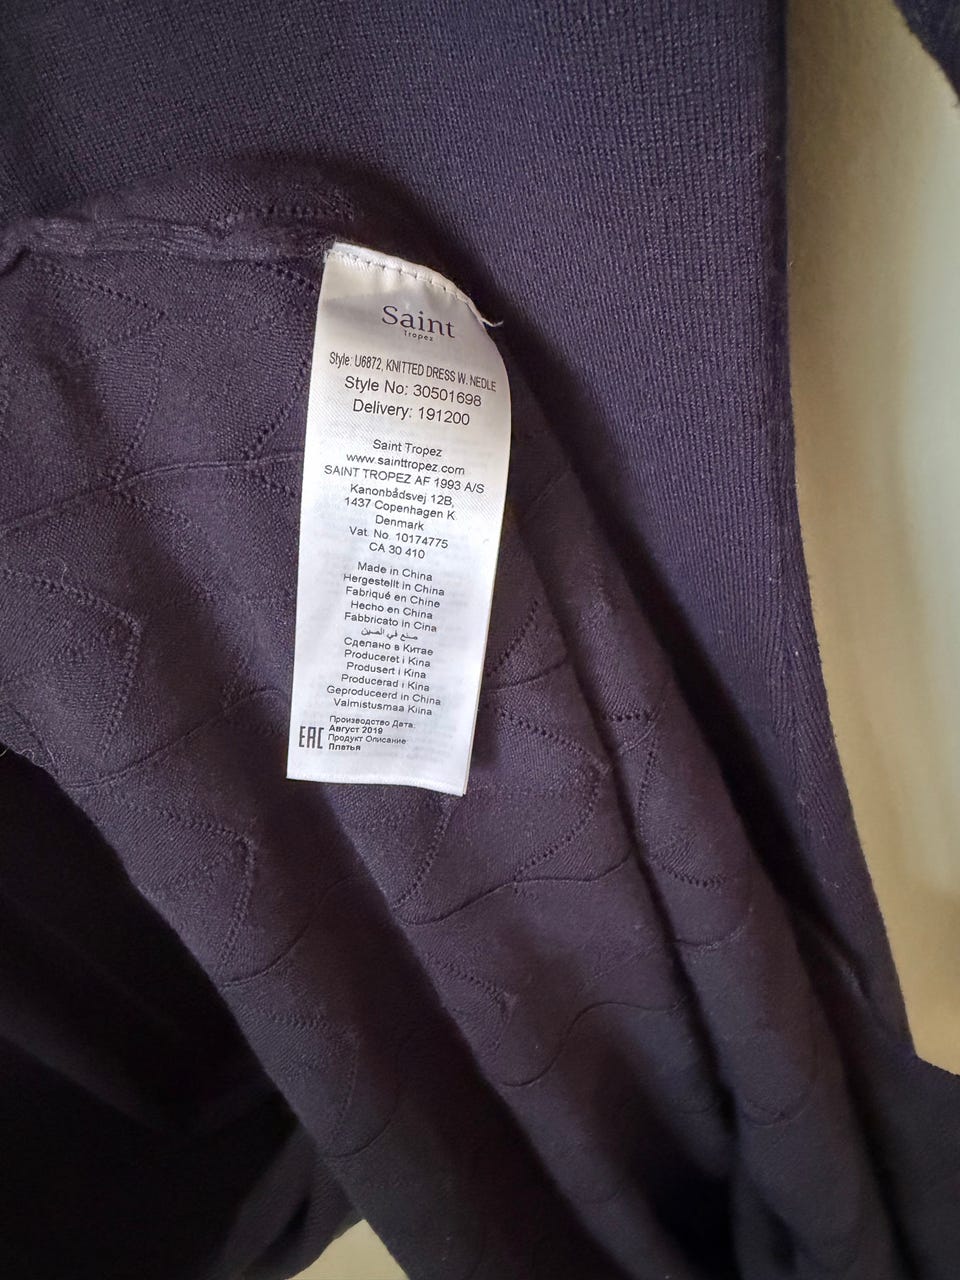 Saint
Tropez
Style: U6872, KNITTED DRESS W. NEDLE
Style No: 30501698
Delivery: 191200
Saint Tropez
www.sainttropez.com
SAINT TROPEZ AF 1993 A/S
Kanonbådsvej 12B,
1437 Copenhagen K
Denmark
Vat. No. 10174775
CA 30 410
Made in China
Hergestellt in China
Fabriqué en Chine
Hecho en China
Fabbricato in Cina
صنع في الصين
Сделано в Китае
Produceret i Kina
Produsert i Kina
Producerad i Kina
Geproduceerd in China
Valmistusmaa Kiina
EAC
Производство Дата:
Август 2019
Продукт Описание:
Платья